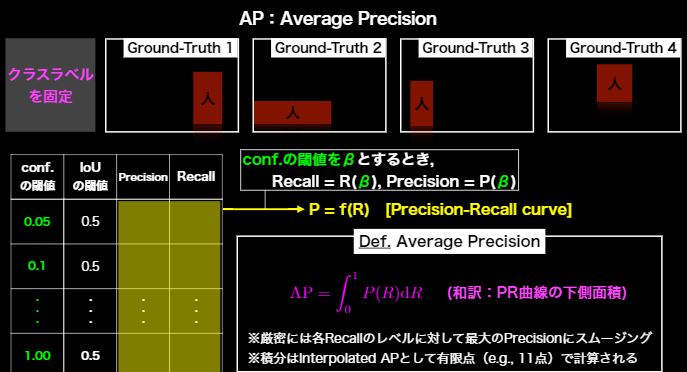 AP：Average Precision
クラスラベル
を固定
Ground-Truth 1
人
Ground-Truth 2
人
Ground-Truth 3
人
Ground-Truth 4
人
conf.
の閾値
IoU
の閾値
Precision
Recall
0.05
0.5
0.1
0.5
: : : :
1.00
0.5
conf.の閾値をβとするとき,
Recall = R(β), Precision = P(β)
P = f(R) [Precision-Recall curve]
Def. Average Precision
AP = ∫₀¹ P(R)dR (和訳：PR曲線の下側面積)
※厳密には各Recallのレベルに対して最大のPrecisionにスムージング
※積分はInterpolated APとして有限点（e.g., 11点）で計算される